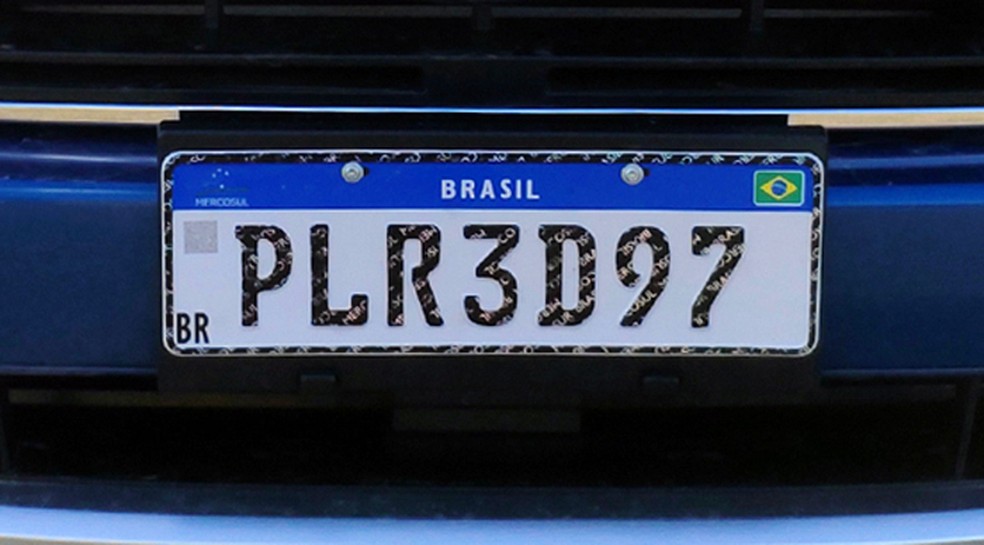 BRASIL
MERCOSUL
PLR3D97
BR